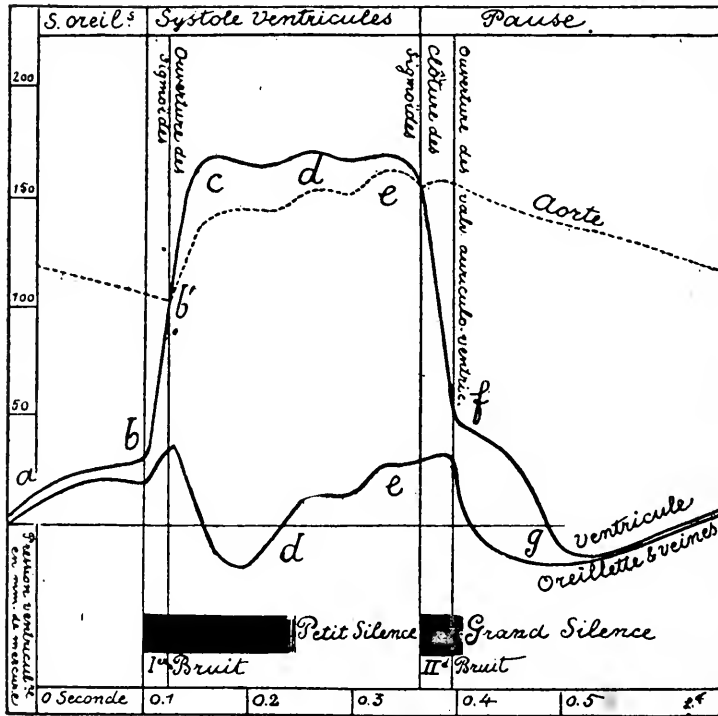 S. oreil.s
Systole ventricules
Pause.
Ouverture des
Sigmoïdes
Clôture des
Sigmoïdes
Ouverture des
valv. auriculo-ventric.
200
150
100
50
a
b
b'
c
d
e
Aorte
f
d
e
g
Ventricule
Oreillette & veines
Pression ventricul.re
en mm. de mercure
Petit Silence
Grand Silence
Ier Bruit
IId Bruit
0 Seconde
0.1
0.2
0.3
0.4
0.5